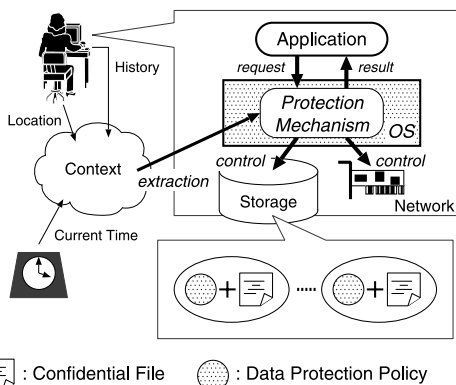 Application
History
request
result
Protection
Mechanism
OS
Location
Context
extraction
control
control
Storage
Network
Current Time
+
.....
+
: Confidential File
: Data Protection Policy